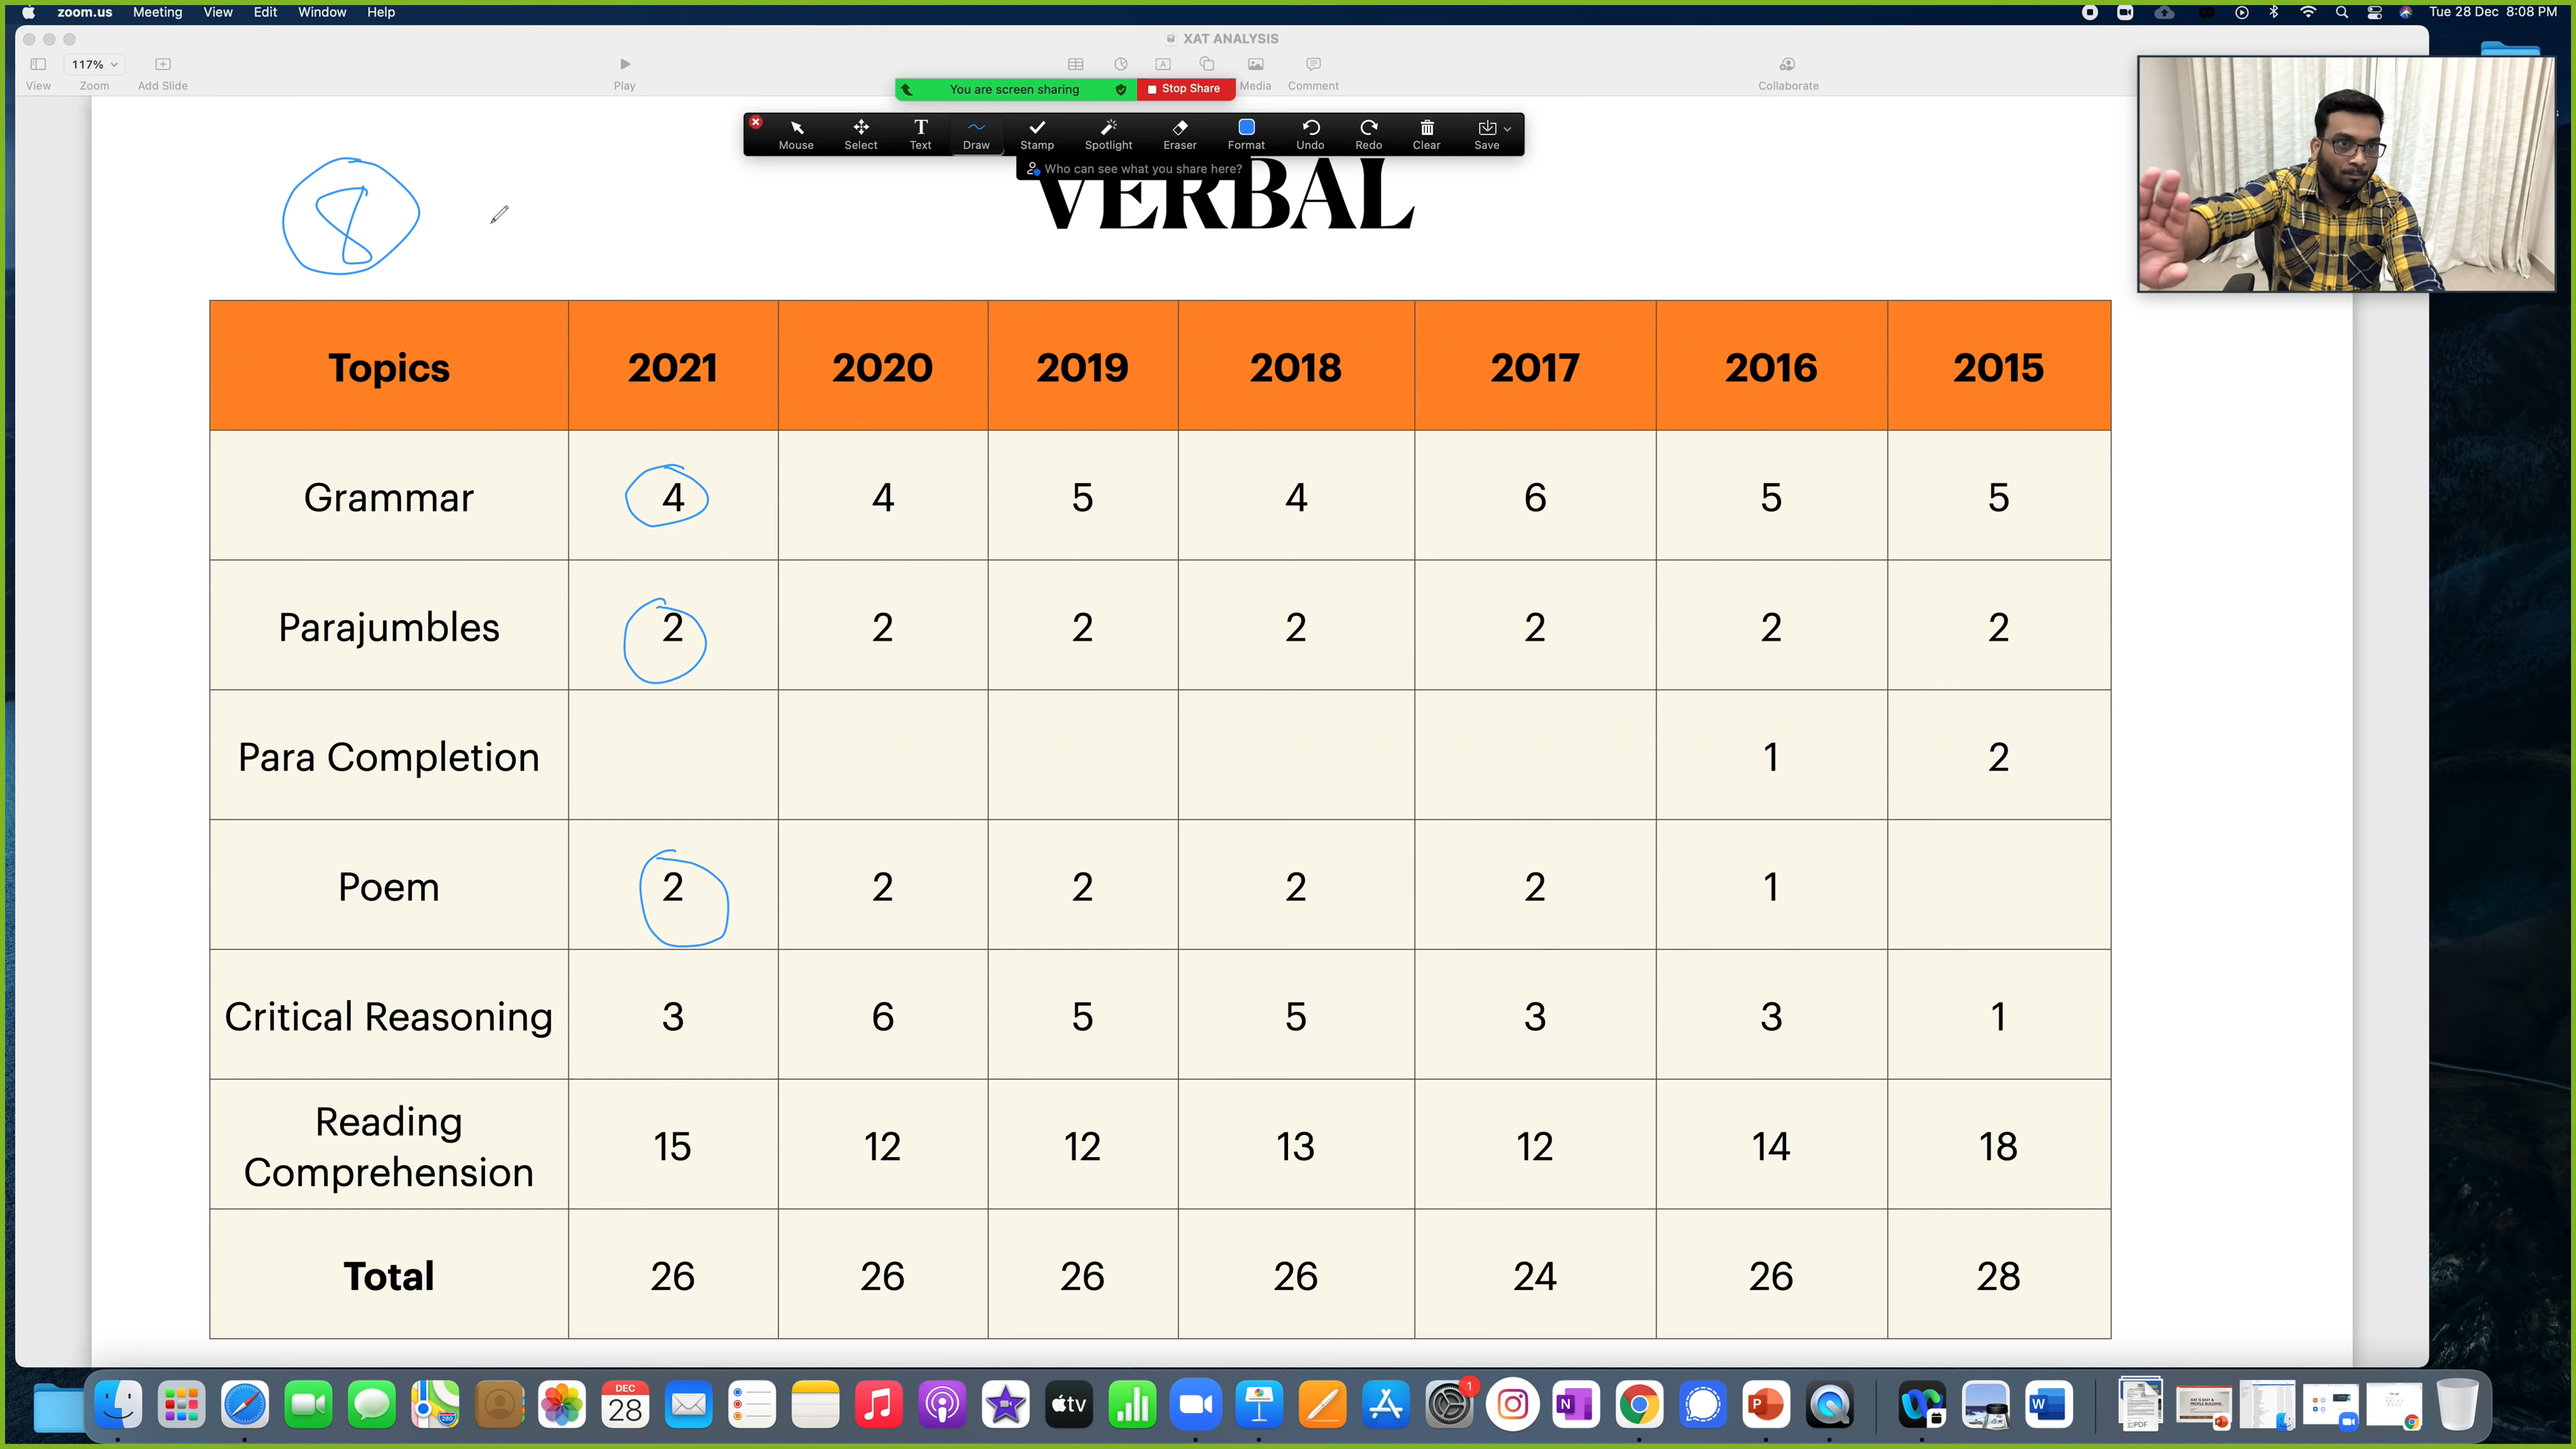 zoom.us Meeting View Edit Window Help
Tue 28 Dec 8:08 PM
XAT ANALYSIS
117%
View Zoom Add Slide Play Media Comment Collaborate
You are screen sharing Stop Share
Mouse Select Text Draw Stamp Spotlight Eraser Format Undo Redo Clear Save
Who can see what you share here?
8
VERBAL
Topics 2021 2020 2019 2018 2017 2016 2015
Grammar 4 4 5 4 6 5 5
Parajumbles 2 2 2 2 2 2 2
Para Completion 1 2
Poem 2 2 2 2 2 1
Critical Reasoning 3 6 5 5 3 3 1
Reading
Comprehension 15 12 12 13 12 14 18
Total 26 26 26 26 24 26 28
DEC
28
tv
1
N
P
W
PDF